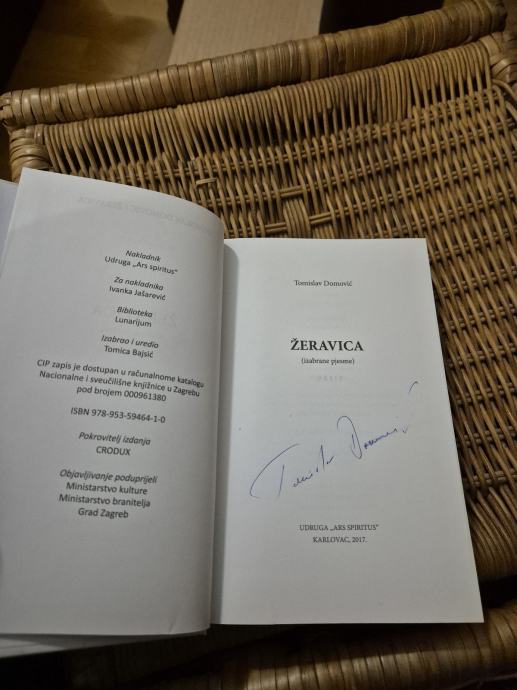 Nakladnik
Udruga „Ars spiritus“
Za nakladnika
Ivanka Jašarević
Biblioteka
Lunarijum
Izabrao i uredio
Tomica Bajsić
CIP zapis je dostupan u računalnome katalogu
Nacionalne i sveučilišne knjižnice u Zagrebu
pod brojem 000961380
ISBN 978-953-59464-1-0
Pokrovitelj izdanja
CRODUX
Objavljivanje poduprijeli
Ministarstvo kulture
Ministarstvo branitelja
Grad Zagreb
Tomislav Domović
ŽERAVICA
(izabrane pjesme)
Tomislav Domović
UDRUGA „ARS SPIRITUS“
KARLOVAC, 2017.